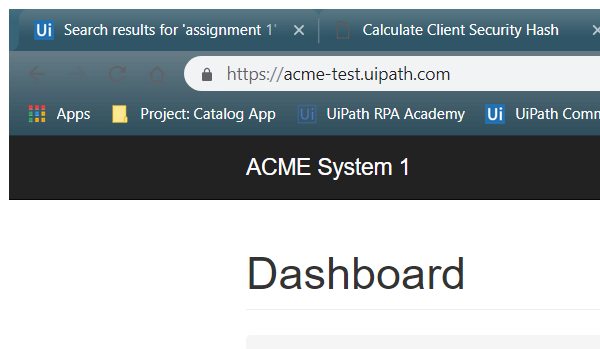 Ui Search results for 'assignment 1' Calculate Client Security Hash
https://acme-test.uipath.com
Apps Project: Catalog App Ui UiPath RPA Academy Ui UiPath Comm
ACME System 1
Dashboard